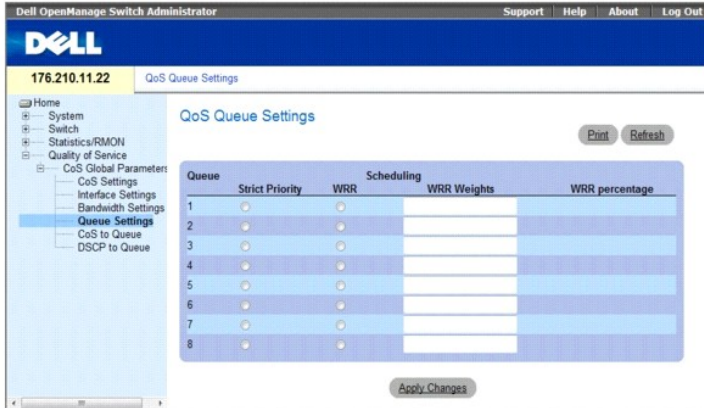 Dell OpenManage Switch Administrator
Support Help About Log Out
DELL
176.210.11.22
QoS Queue Settings
Home
System
Switch
Statistics/RMON
Quality of Service
CoS Global Parameters
CoS Settings
Interface Settings
Bandwidth Settings
Queue Settings
CoS to Queue
DSCP to Queue
QoS Queue Settings
Print Refresh
Queue Scheduling
Strict Priority WRR WRR Weights WRR percentage
1
2
3
4
5
6
7
8
Apply Changes